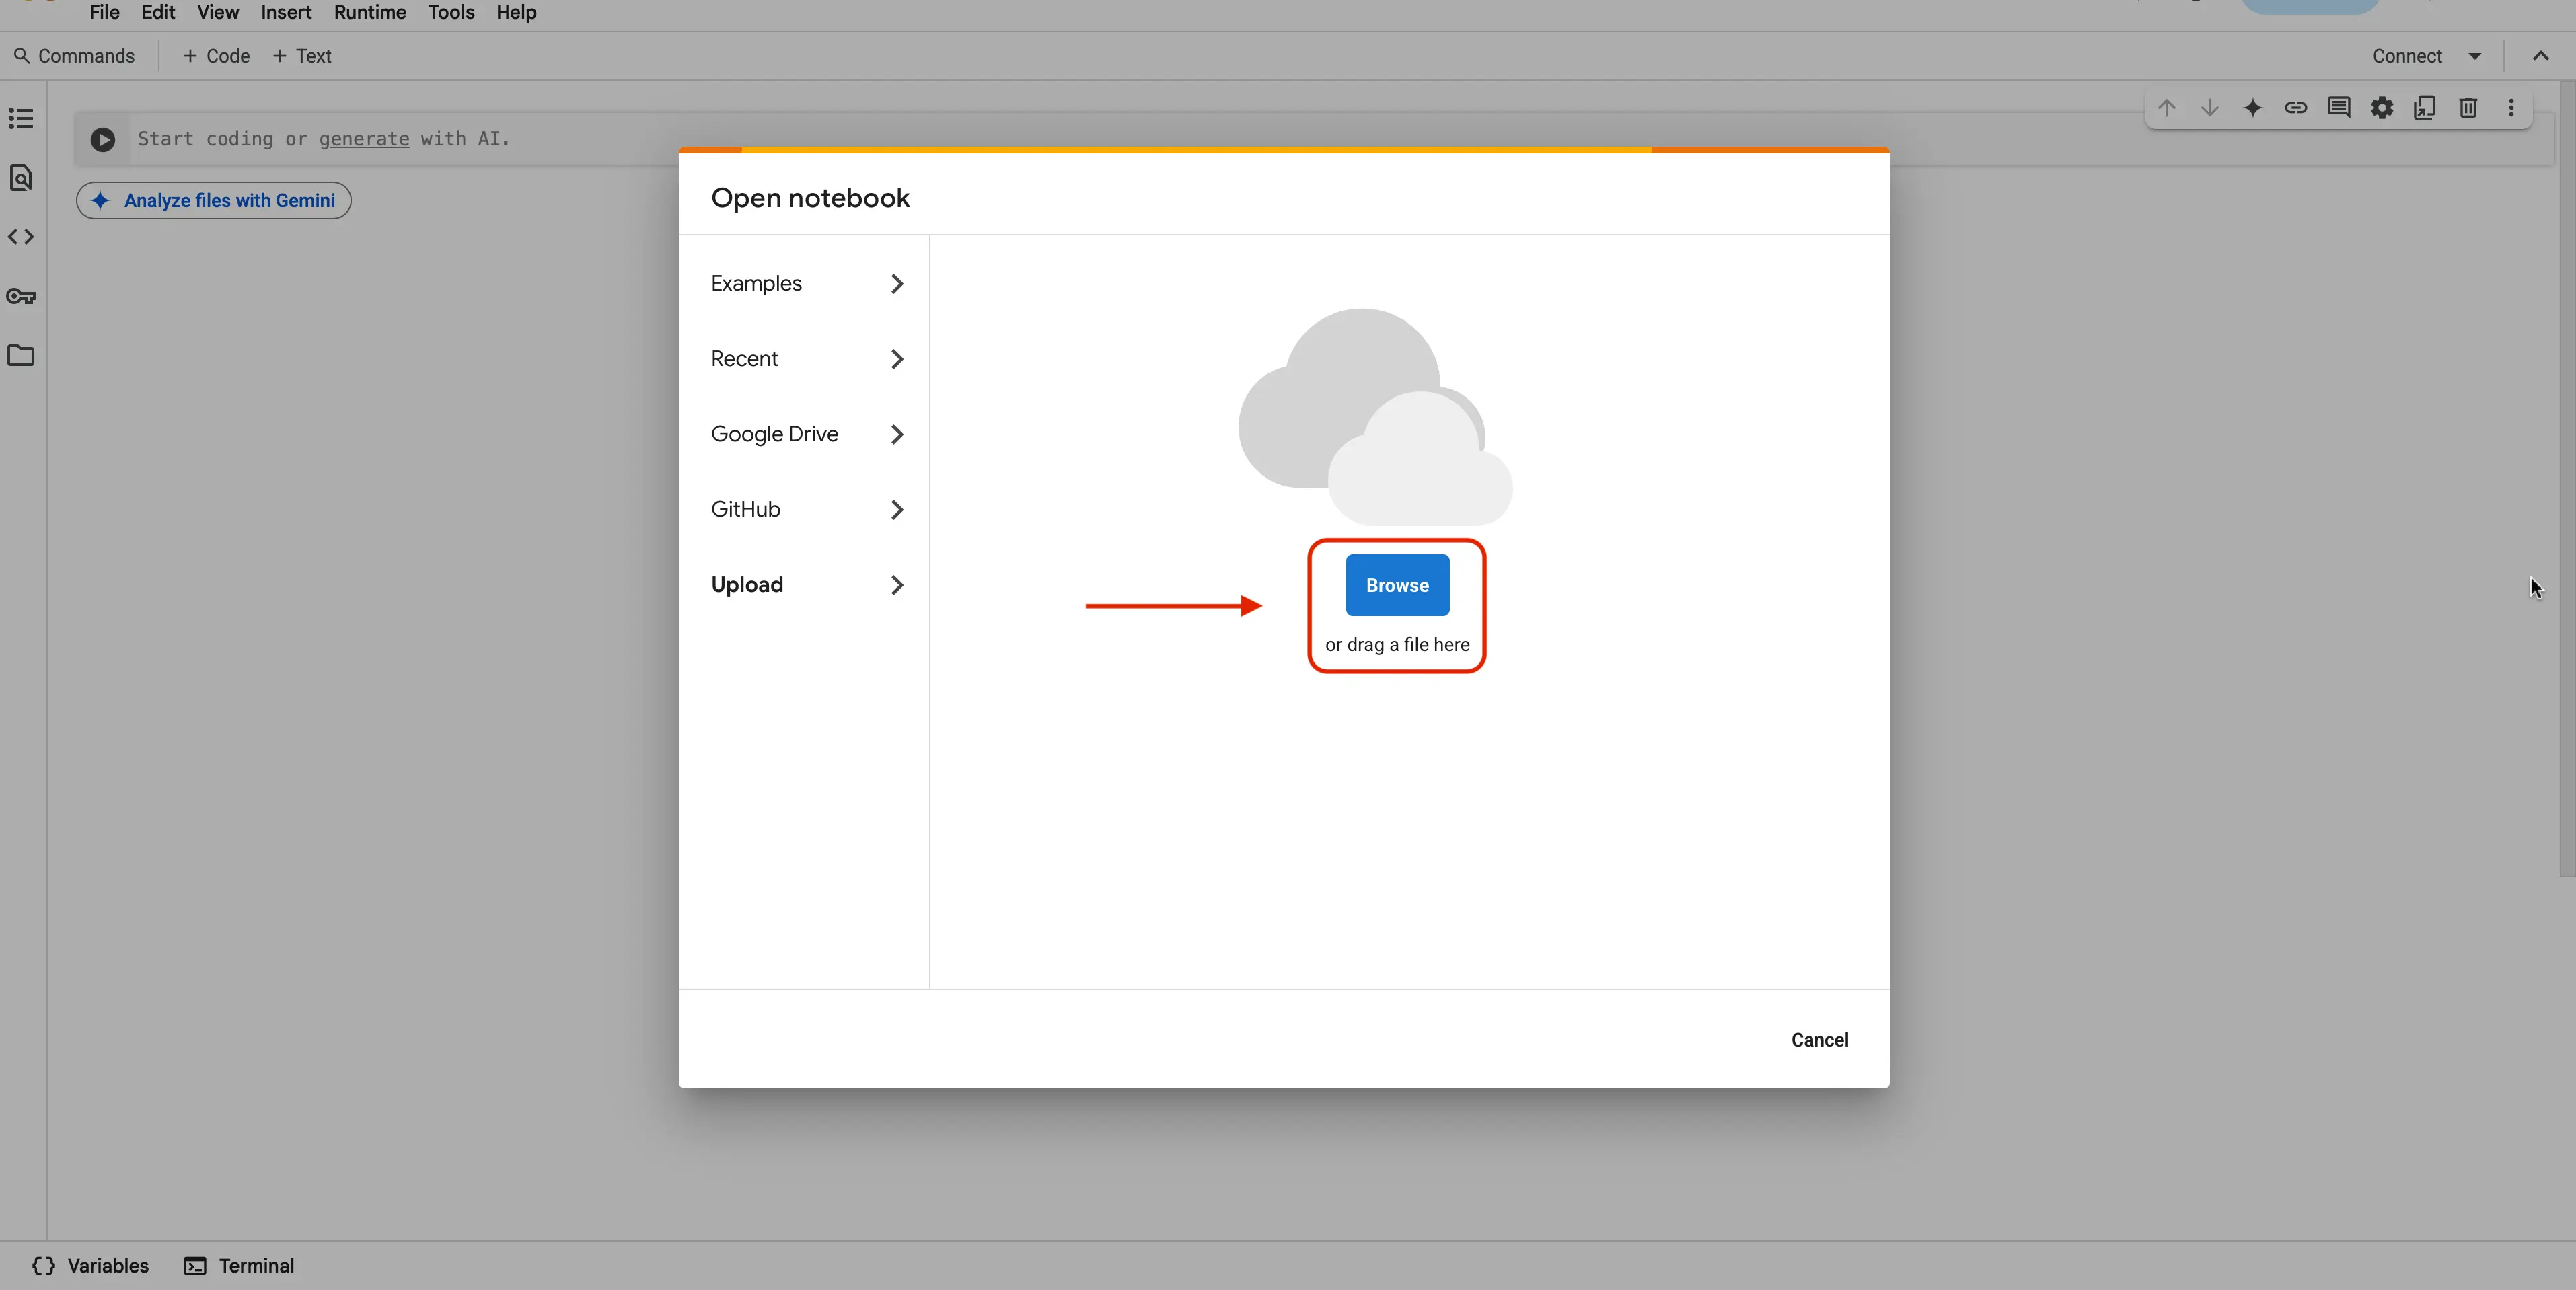 File Edit View Insert Runtime Tools Help
Commands + Code + Text Connect
Start coding or generate with AI.
Analyze files with Gemini
Open notebook
Examples
Recent
Google Drive
GitHub
Upload
Browse
or drag a file here
Cancel
Variables Terminal